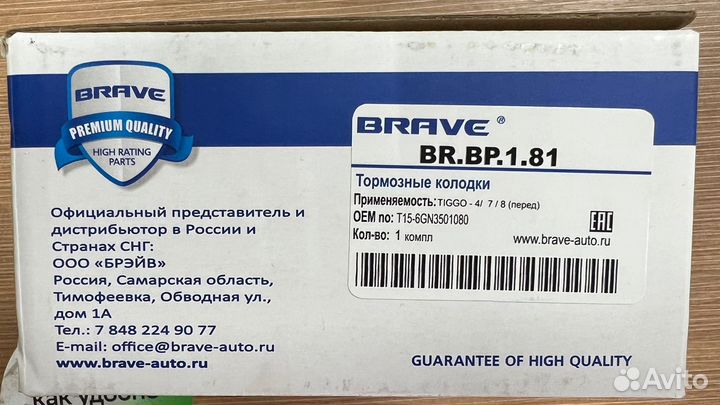 BRAVE
PREMIUM QUALITY
HIGH RATING
PARTS
Официальный представитель и
дистрибьютор в России и
Странах СНГ:
ООО «БРЭЙВ»
Россия, Самарская область,
Тимофеевка, Обводная ул.,
дом 1А
Тел.: 7 848 224 90 77
E-mail: office@brave-auto.ru
www.brave-auto.ru
BRAVE ®
BR.BP.1.81
Тормозные колодки
Применяемость: TIGGO - 4/ 7 / 8 (перед)
OEM no: T15-6GN3501080
Кол-во: 1 компл
www.brave-auto.ru
EAC
GUARANTEE OF HIGH QUALITY
как удобно
Avito